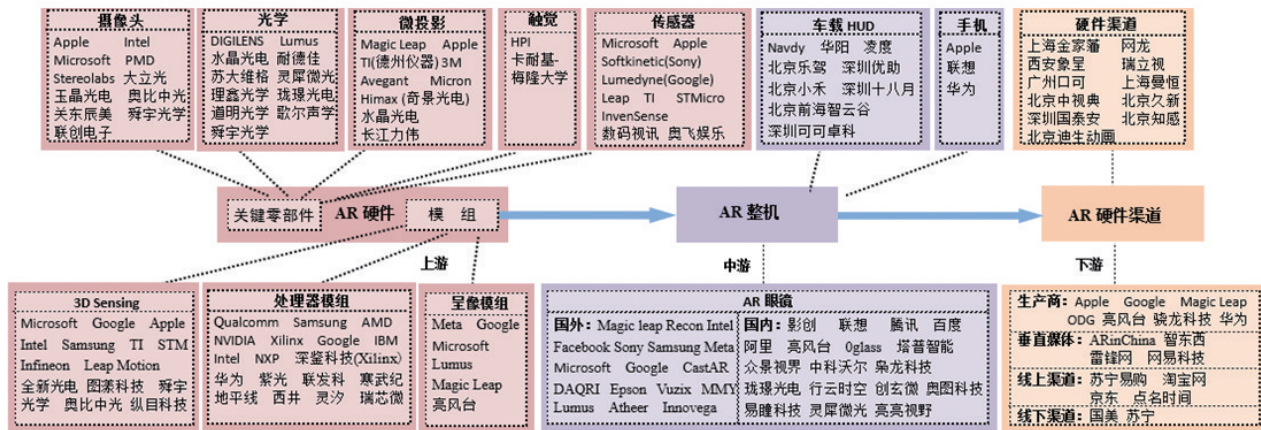 摄像头
Apple Intel
Microsoft PMD
Stereolabs 大立光
玉晶光电 奥比中光
关东辰美 舜宇光学
联创电子
光学
DIGILENS Lumus
水晶光电 耐德佳
苏大维格 灵犀微光
理鑫光学 珑璟光电
道明光学 歌尔声学
舜宇光学
微投影
Magic Leap Apple
TI(德州仪器) 3M
Avegant Micron
Himax (奇景光电)
水晶光电
长江力伟
触觉
HPI
卡耐基-
梅隆大学
传感器
Microsoft Apple
Softkinetic(Sony)
Lumedyne(Google)
Leap TI STMicro
InvenSense
数码视讯 奥飞娱乐
车载 HUD
Navdy 华阳 凌度
北京乐驾 深圳优助
北京小禾 深圳十八月
北京前海智云谷
深圳可可卓科
手机
Apple
联想
华为
硬件渠道
上海金家藩 网龙
西安象呈 瑞立视
广州口可 上海曼恒
北京中视典 北京久新
深圳国泰安 北京知感
北京迪生动画
关键零部件 AR 硬件 模 组
AR 整机
AR 硬件渠道
上游
中游
下游
3D Sensing
Microsoft Google Apple
Intel Samsung TI STM
Infineon Leap Motion
全新光电 图漾科技 舜宇
光学 奥比中光 纵目科技
处理器模组
Qualcomm Samsung AMD
NVIDIA Xilinx Google IBM
Intel NXP 深鉴科技(Xilinx)
华为 紫光 联发科 寒武纪
地平线 西井 灵汐 瑞芯微
呈像模组
Meta Google
Microsoft
Lumus
Magic Leap
亮风台
AR 眼镜
国外：Magic leap Recon Intel
Facebook Sony Samsung Meta
Microsoft Google CastAR
DAQRI Epson Vuzix MMY
Lumus Atheer Innovega
国内：影创 联想 腾讯 百度
阿里 亮风台 0glass 塔普智能
众景视界 中科沃尔 枭龙科技
珑璟光电 行云时空 创玄微 奥图科技
易瞳科技 灵犀微光 亮亮视野
生产商： Apple Google Magic Leap
ODG 亮风台 骁龙科技 华为
垂直媒体： ARinChina 智东西
雷锋网 网易科技
线上渠道： 苏宁易购 淘宝网
京东 点名时间
线下渠道： 国美 苏宁